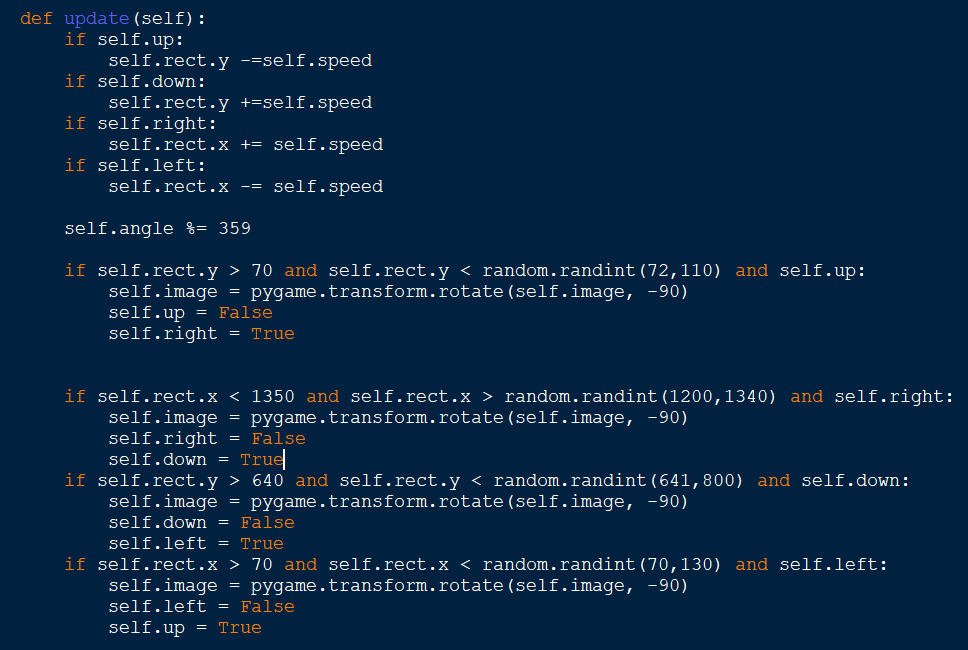 def update(self):
    if self.up:
        self.rect.y -=self.speed
    if self.down:
        self.rect.y +=self.speed
    if self.right:
        self.rect.x += self.speed
    if self.left:
        self.rect.x -= self.speed

    self.angle %= 359

    if self.rect.y > 70 and self.rect.y < random.randint(72,110) and self.up:
        self.image = pygame.transform.rotate(self.image, -90)
        self.up = False
        self.right = True


    if self.rect.x < 1350 and self.rect.x > random.randint(1200,1340) and self.right:
        self.image = pygame.transform.rotate(self.image, -90)
        self.right = False
        self.down = True
    if self.rect.y > 640 and self.rect.y < random.randint(641,800) and self.down:
        self.image = pygame.transform.rotate(self.image, -90)
        self.down = False
        self.left = True
    if self.rect.x > 70 and self.rect.x < random.randint(70,130) and self.left:
        self.image = pygame.transform.rotate(self.image, -90)
        self.left = False
        self.up = True